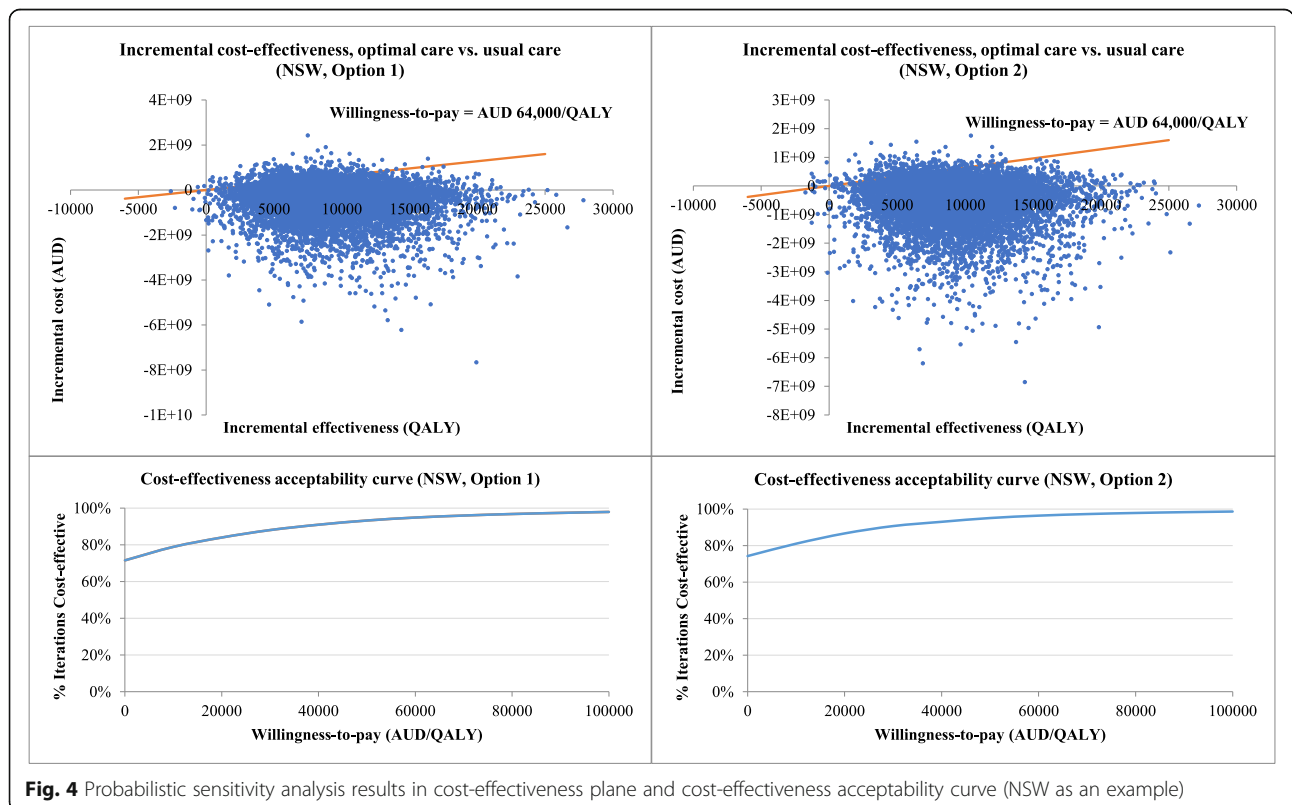 Incremental cost-effectiveness, optimal care vs. usual care
(NSW, Option 1)
Willingness-to-pay = AUD 64,000/QALY
4E+09
2E+09
0
-2E+09
-4E+09
-6E+09
-8E+09
-1E+10
-10000 -5000 0 5000 10000 15000 20000 25000 30000
Incremental cost (AUD)
Incremental effectiveness (QALY)
Incremental cost-effectiveness, optimal care vs. usual care
(NSW, Option 2)
Willingness-to-pay = AUD 64,000/QALY
3E+09
2E+09
1E+09
0
-1E+09
-2E+09
-3E+09
-4E+09
-5E+09
-6E+09
-7E+09
-8E+09
-10000 -5000 0 5000 10000 15000 20000 25000 30000
Incremental cost (AUD)
Incremental effectiveness (QALY)
Cost-effectiveness acceptability curve (NSW, Option 1)
100%
80%
60%
40%
20%
0%
% Iterions Cost-effective
0 20000 40000 60000 80000 100000
Willingness-to-pay (AUD/QALY)
Cost-effectiveness acceptability curve (NSW, Option 2)
100%
80%
60%
40%
20%
0%
% Iterions Cost-effective
0 20000 40000 60000 80000 100000
Willingness-to-pay (AUD/QALY)
Fig. 4 Probabilistic sensitivity analysis results in cost-effectiveness plane and cost-effectiveness acceptability curve (NSW as an example)